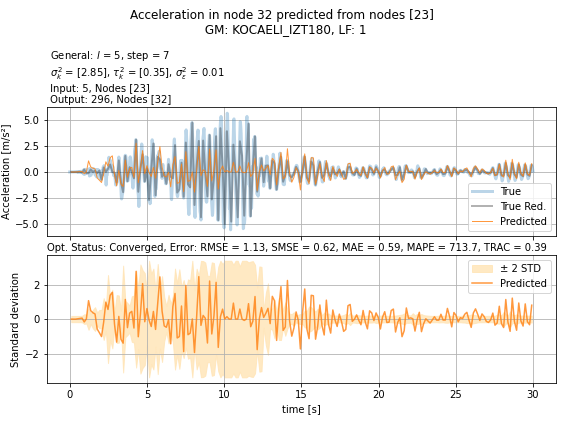 Acceleration in node 32 predicted from nodes [23]
GM: KOCAELI_IZT180, LF: 1
General: l = 5, step = 7
σ²ₖ = [2.85], τ²ₖ = [0.35], σ²ε = 0.01
Input: 5, Nodes [23]
Output: 296, Nodes [32]
Acceleration [m/s²]
5.0
2.5
0.0
−2.5
−5.0
True
True Red.
Predicted
Opt. Status: Converged, Error: RMSE = 1.13, SMSE = 0.62, MAE = 0.59, MAPE = 713.7, TRAC = 0.39
Standard deviation
2
0
−2
± 2 STD
Predicted
0 5 10 15 20 25 30
time [s]